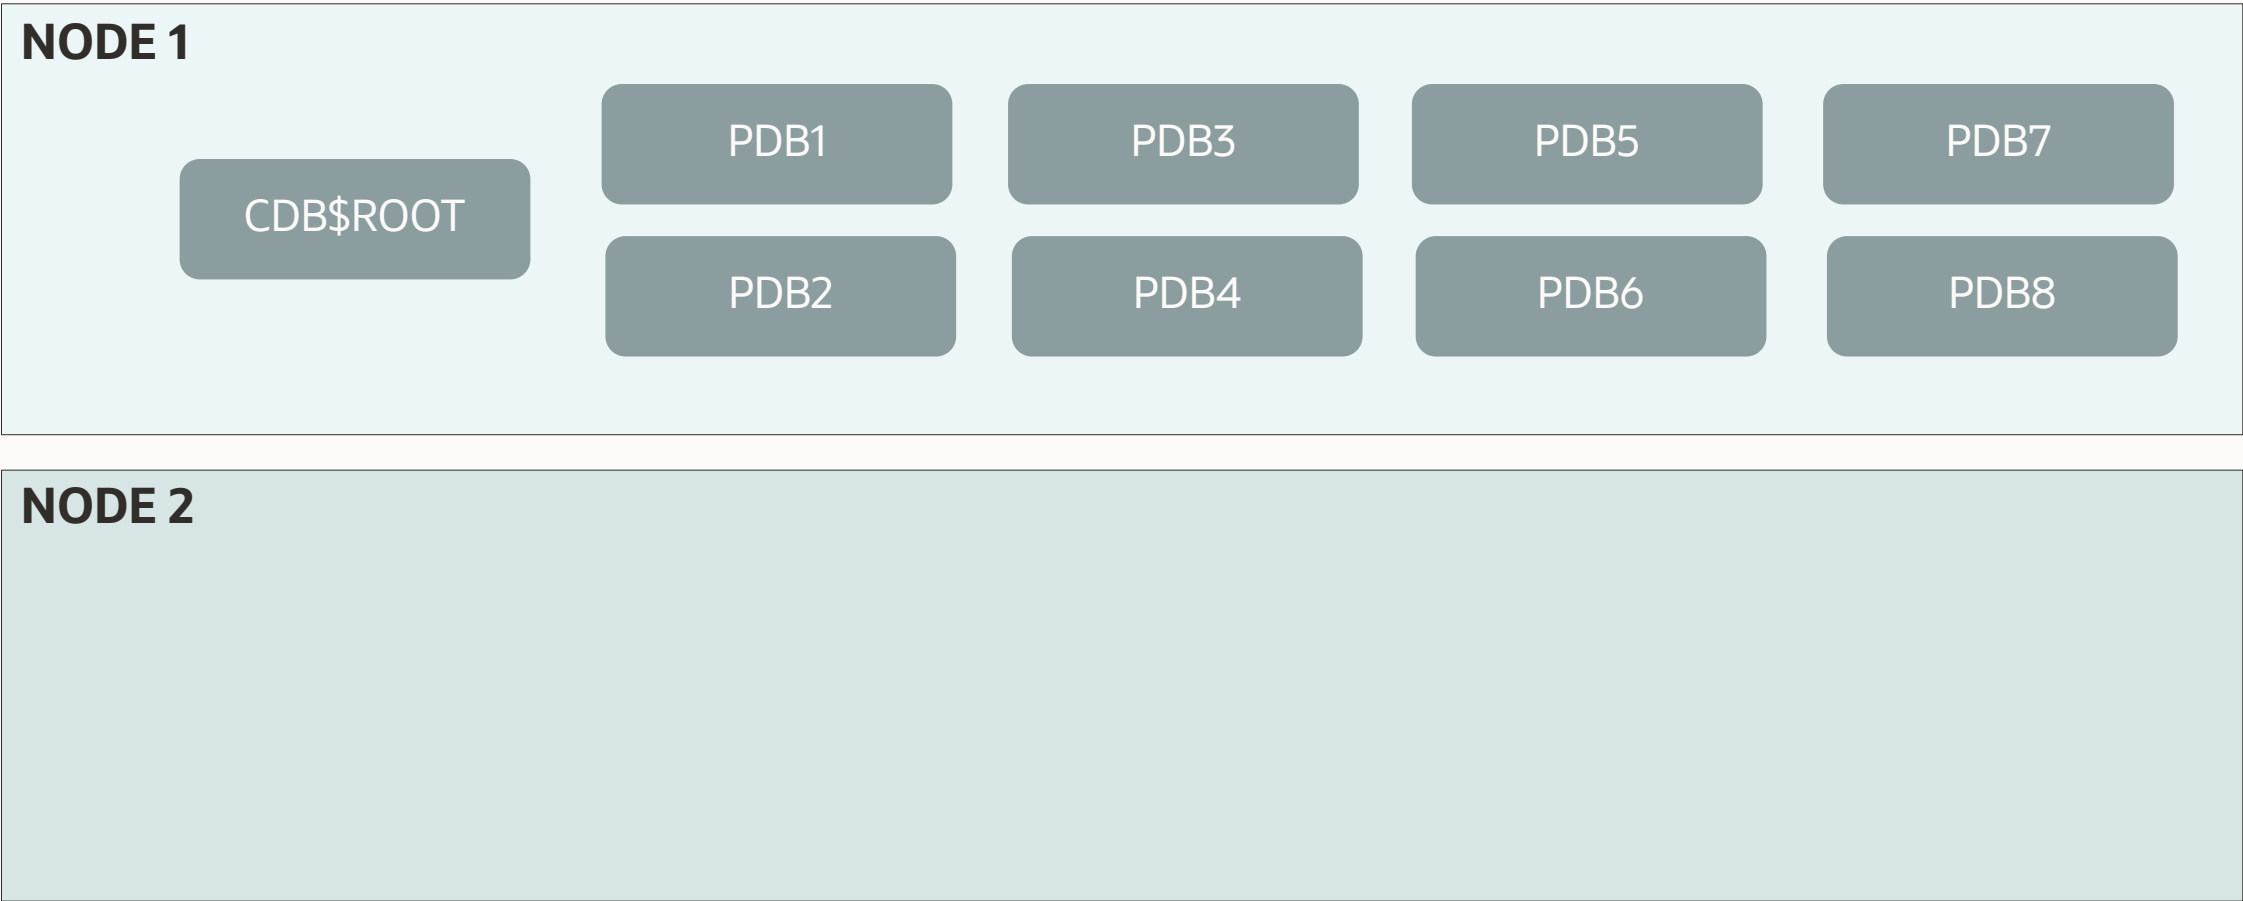 NODE 1
CDB$ROOT
PDB1
PDB3
PDB5
PDB7
PDB2
PDB4
PDB6
PDB8
NODE 2